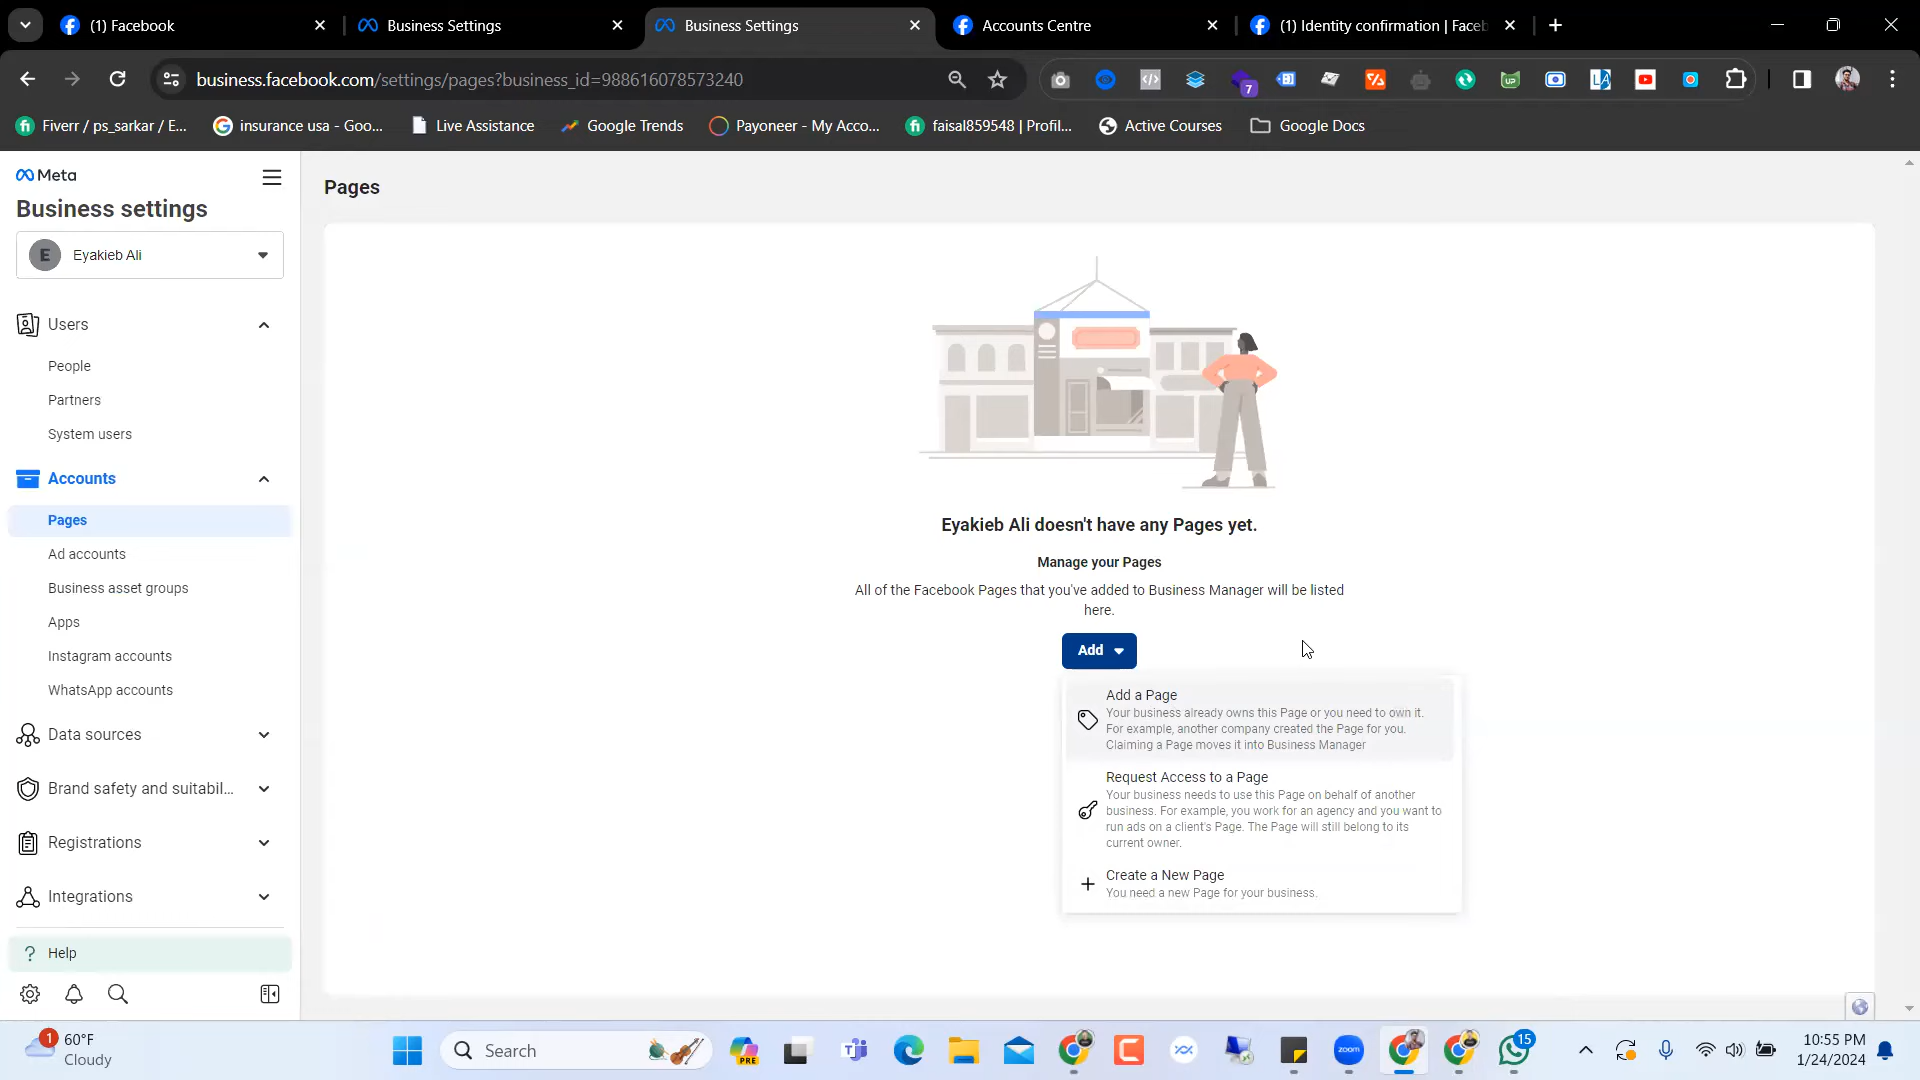 (1) Facebook
Business Settings
Business Settings
Accounts Centre
(1) Identity confirmation | Faceb
business.facebook.com/settings/pages?business_id=988616078573240
7
Fiverr / ps_sarkar / E...
insurance usa - Goo...
Live Assistance
Google Trends
Payoneer - My Acco...
faisal859548 | Profil...
Active Courses
Google Docs
Meta
Business settings
E
Eyakieb Ali
Users
People
Partners
System users
Accounts
Pages
Ad accounts
Business asset groups
Apps
Instagram accounts
WhatsApp accounts
Data sources
Brand safety and suitabil...
Registrations
Integrations
? Help
Pages
Eyakieb Ali doesn't have any Pages yet.
Manage your Pages
All of the Facebook Pages that you've added to Business Manager will be listed
here.
Add
Add a Page
Your business already owns this Page or you need to own it.
For example, another company created the Page for you.
Claiming a Page moves it into Business Manager
Request Access to a Page
Your business needs to use this Page on behalf of another
business. For example, you work for an agency and you want to
run ads on a client's Page. The Page will still belong to its
current owner.
Create a New Page
You need a new Page for your business.
1
60°F
Cloudy
Search
PRE
zoom
15
10:55 PM
1/24/2024